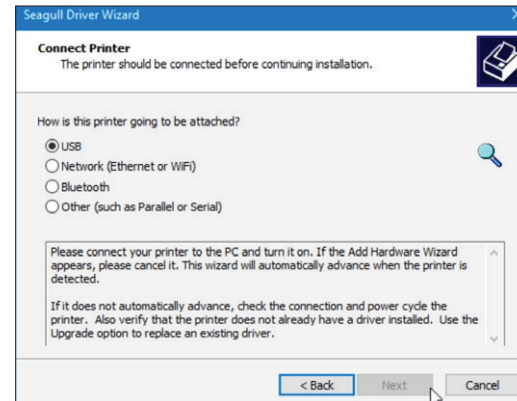 Seagull Driver Wizard
Connect Printer
The printer should be connected before continuing installation.
How is this printer going to be attached?
USB
Network (Ethernet or WiFi)
Bluetooth
Other (such as Parallel or Serial)
Please connect your printer to the PC and turn it on. If the Add Hardware Wizard
appears, please cancel it. This wizard will automatically advance when the printer is
detected.
If it does not automatically advance, check the connection and power cycle the
printer. Also verify that the printer does not already have a driver installed. Use the
Upgrade option to replace an existing driver.
< Back Next Cancel